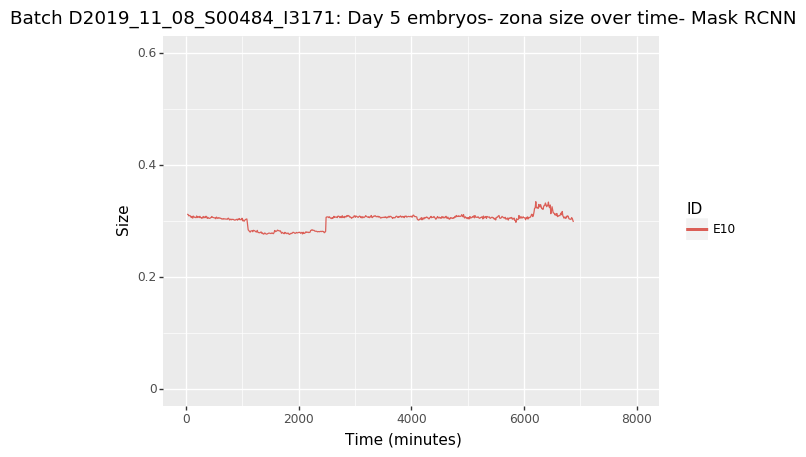 Batch D2019_11_08_S00484_I3171: Day 5 embryos- zona size over time- Mask RCNN
0.6
0.4
0.2
0
Size
0 2000 4000 6000 8000
Time (minutes)
ID
E10